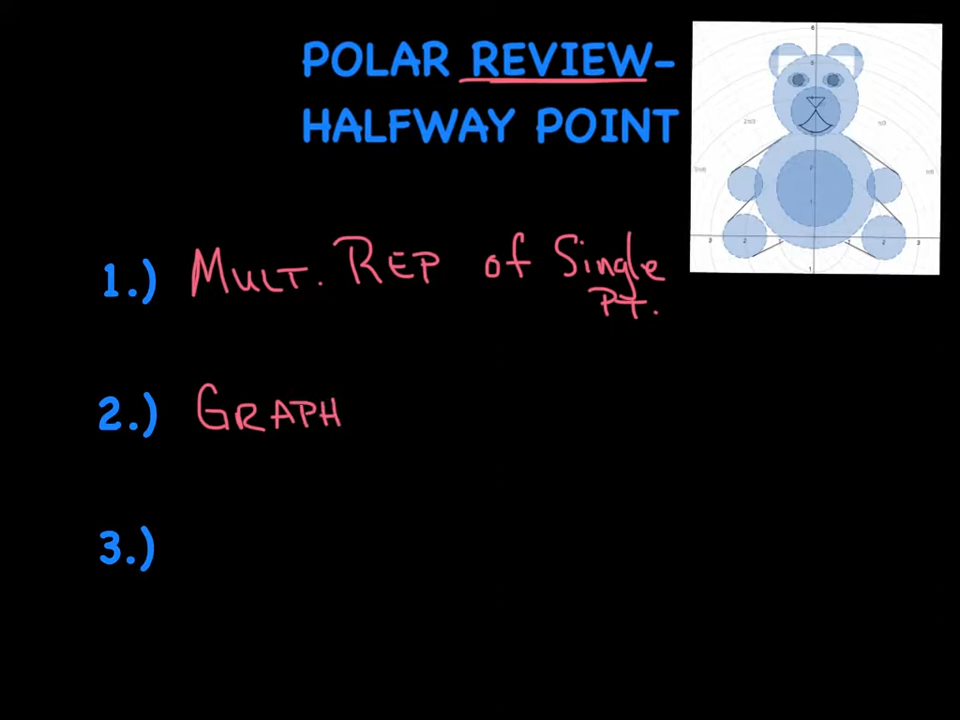 POLAR REVIEW-
HALFWAY POINT
1.) MULT. REP of Single
PT.
2.) GRAPH
3.)